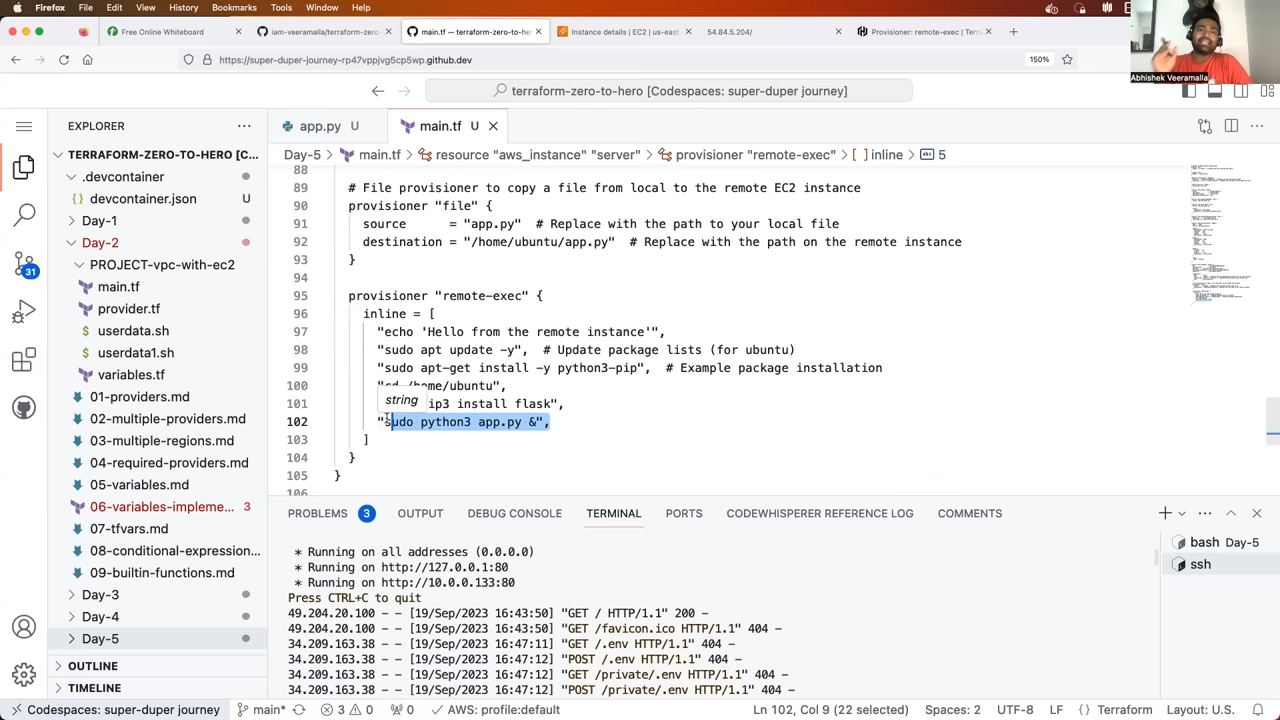 Firefox File Edit View History Bookmarks Tools Window Help
Free Online Whiteboard
iam-veeramalla/terraform-zero-
main.tf — terraform-zero-to-he
Instance details | EC2 | us-east
54.84.5.204/
Provisioner: remote-exec | Terra
https://super-duper-journey-rp47vppjvg5cp5wp.github.dev
150%
Abhishek Veeramalla
terraform-zero-to-hero [Codespaces: super-duper journey]
EXPLORER
TERRAFORM-ZERO-TO-HERO [C...
.devcontainer
devcontainer.json U
Day-1
Day-2
PROJECT-vpc-with-ec2
main.tf
provider.tf
userdata.sh
userdata1.sh
variables.tf
01-providers.md
02-multiple-providers.md
03-multiple-regions.md
04-required-providers.md
05-variables.md
06-variables-impleme... 3
07-tfvars.md
08-conditional-expression...
09-builtin-functions.md
Day-3
Day-4
Day-5
OUTLINE
TIMELINE
31
app.py U
main.tf U
Day-5 > main.tf > resource "aws_instance" "server" > provisioner "remote-exec" > [ ] inline > 5
88
89 # File provisioner to copy a file from local to the remote EC2 instance
90 provisioner "file" {
91 source = "app.py" # Replace with the path to your local file
92 destination = "/home/ubuntu/app.py" # Replace with the path on the remote instance
93 }
94
95 provisioner "remote-exec" {
96 inline = [
97 "echo 'Hello from the remote instance'",
98 "sudo apt update -y", # Update package lists (for ubuntu)
99 "sudo apt-get install -y python3-pip", # Example package installation
100 "cd /home/ubuntu",
string
101 ip3 install flask",
102 "sudo python3 app.py &",
103 ]
104 }
105 }
106
PROBLEMS 3 OUTPUT DEBUG CONSOLE TERMINAL PORTS CODEWHISPERER REFERENCE LOG COMMENTS
* Running on all addresses (0.0.0.0)
* Running on http://127.0.0.1:80
* Running on http://10.0.0.133:80
Press CTRL+C to quit
49.204.20.100 - - [19/Sep/2023 16:43:50] "GET / HTTP/1.1" 200 -
49.204.20.100 - - [19/Sep/2023 16:43:50] "GET /favicon.ico HTTP/1.1" 404 -
34.209.163.38 - - [19/Sep/2023 16:47:11] "GET /.env HTTP/1.1" 404 -
34.209.163.38 - - [19/Sep/2023 16:47:12] "POST /.env HTTP/1.1" 404 -
34.209.163.38 - - [19/Sep/2023 16:47:12] "GET /private/.env HTTP/1.1" 404 -
34.209.163.38 - - [19/Sep/2023 16:47:12] "POST /private/.env HTTP/1.1" 404 -
bash Day-5
ssh
Codespaces: super-duper journey main* 3 0 0 AWS: profile:default Ln 102, Col 9 (22 selected) Spaces: 2 UTF-8 LF { } Terraform Layout: U.S.